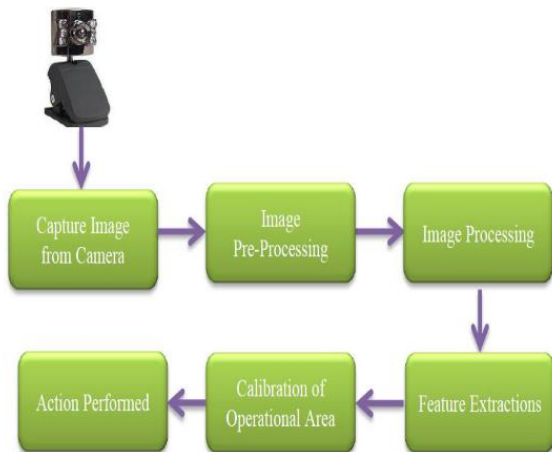 Capture Image
from Camera
Image
Pre-Processing
Image Processing
Feature Extractions
Calibration of
Operational Area
Action Performed